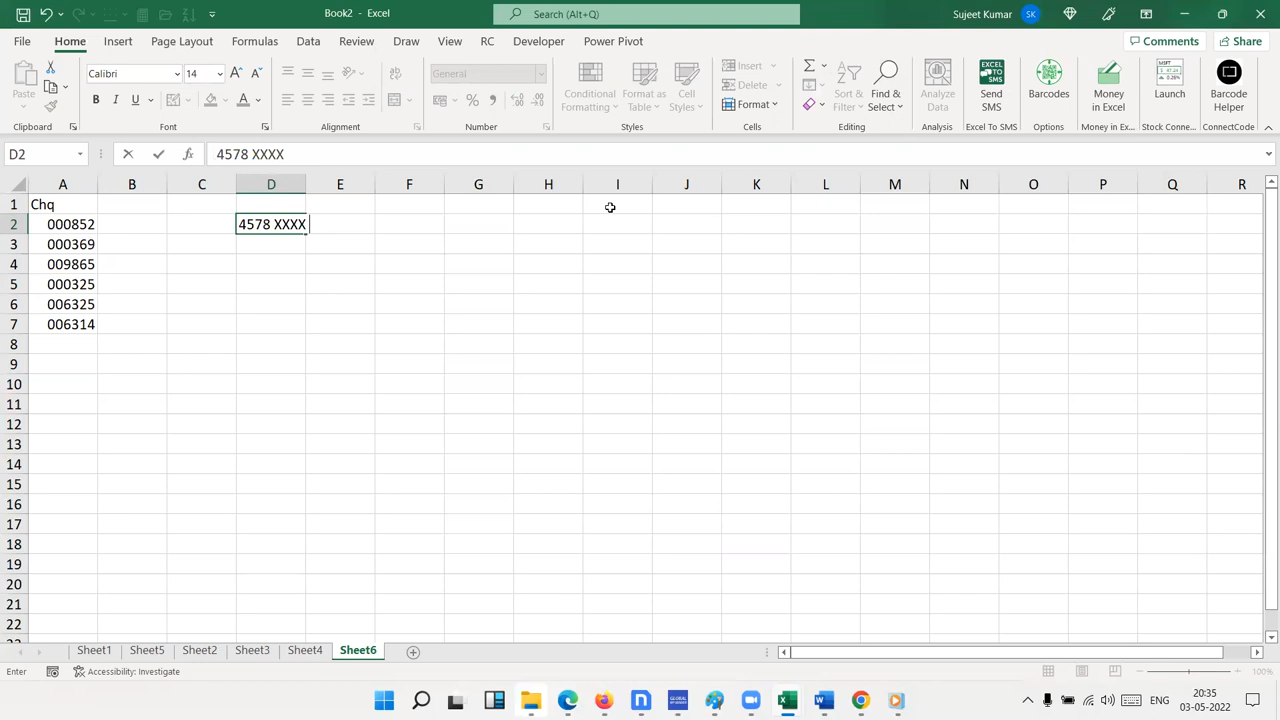 Book2 - Excel
Search (Alt+Q)
Sujeet Kumar
SK
File Home Insert Page Layout Formulas Data Review View RC Developer Help Power Pivot
Comments
Share
Paste
Calibri
14
General
Conditional Formatting
Format as Table
Cell Styles
Insert
Delete
Format
Sort & Filter
Find & Select
Analyze Data
Send SMS
Barcodes
Money in Excel
Launch
Barcode Helper
Clipboard Font Alignment Number Styles Cells Editing Analysis Excel To SMS Options Money in Ex... Stock Conne... ConnectCode
D2
4578 XXXX
A B C D E F G H I J K L M N O P Q R
1 Chq
2 000852 4578 XXXX
3 000369
4 009865
5 000325
6 006325
7 006314
8
9
10
11
12
13
14
15
16
17
18
19
20
21
22
Sheet1 Sheet5 Sheet2 Sheet3 Sheet4 Sheet6
Enter
Accessibility: Investigate
100%
ENG
20:35
03-05-2022